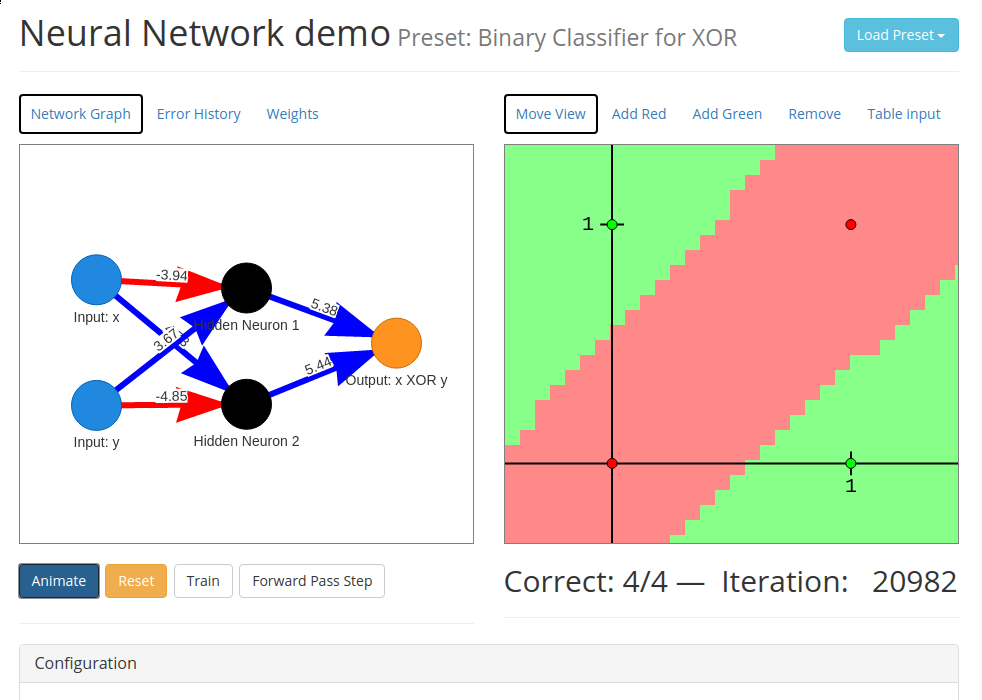 Neural Network demo Preset: Binary Classifier for XOR
Load Preset
Network Graph Error History Weights
Move View Add Red Add Green Remove Table input
-3.94
Input: x
Hidden Neuron 1
5.38
3.67
Output: x XOR y
5.44
-4.85
Input: y
Hidden Neuron 2
1
1
Animate Reset Train Forward Pass Step
Correct: 4/4 — Iteration: 20982
Configuration